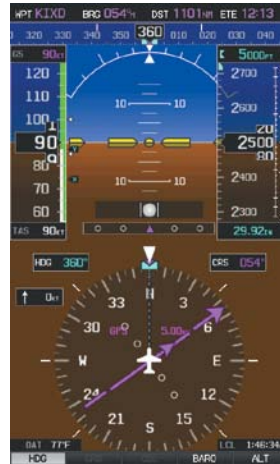 WPT KIXD BRG 054° DST 1101NM ETE 12:13
320 330 340 350 360 010 020 030 040
GS 90KT
5000FT
120
110
100
90
80
70
60
TAS 90KT
10 10
10 10
2700
2600
20
2500
80
2400
2300
29.92IN
HDG 360°
CRS 054°
0KT
N 3 6 E 12 15 S 21 24 W 30 33
GPS 5.00
OAT 77°F
LCL 1:46:34
HDG BARO ALT